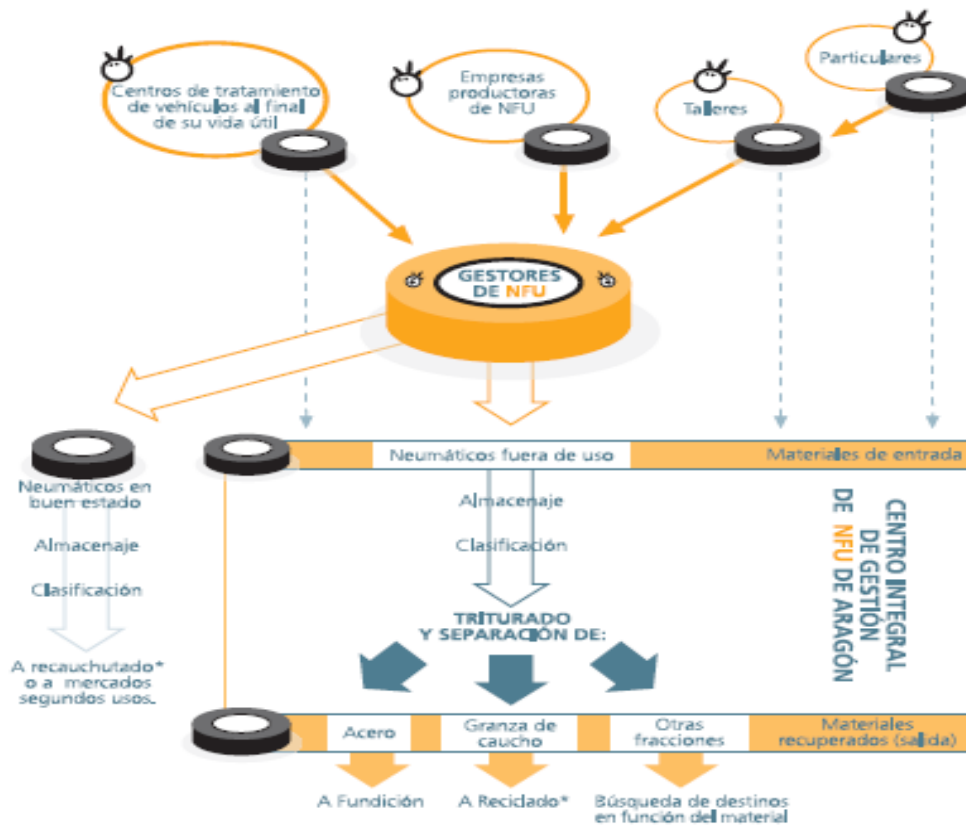 Centros de tratamiento
de vehículos al final
de su vida útil
Empresas
productoras
de NFU
Talleres
Particulares
GESTORES
DE NFU
Neumáticos fuera de uso
Materiales de entrada
Neumáticos en
buen estado
Almacenaje
Clasificación
A recauchutado*
o a mercados
segundos usos.
Almacenaje
Clasificación
TRITURADO
Y SEPARACIÓN DE:
CENTRO INTEGRAL
DE GESTIÓN
DE NFU DE ARAGÓN
Acero
Granza de
caucho
Otras
fracciones
Materiales
recuperados (salida)
A Fundición
A Reciclado*
Búsqueda de destinos
en función del material